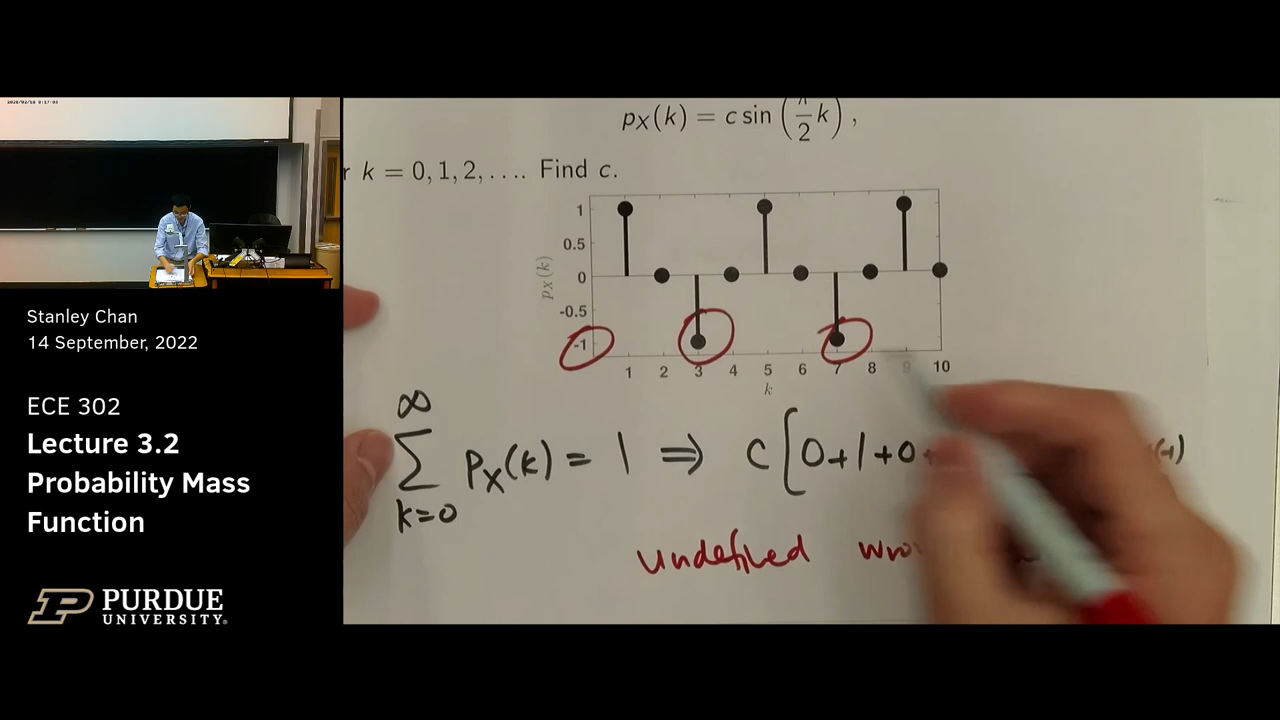 Stanley Chan
14 September, 2022
ECE 302
Lecture 3.2
Probability Mass
Function
PURDUE
UNIVERSITY.
pX(k) = c sin (π/2 k),
r k = 0, 1, 2, .... Find c.
pX(k)
1
0.5
0
-0.5
-1
1 2 3 4 5 6 7 8 9 10
k
∞
∑ pX(k) = 1 ⇒ c[0+1+0
k=0
undefined